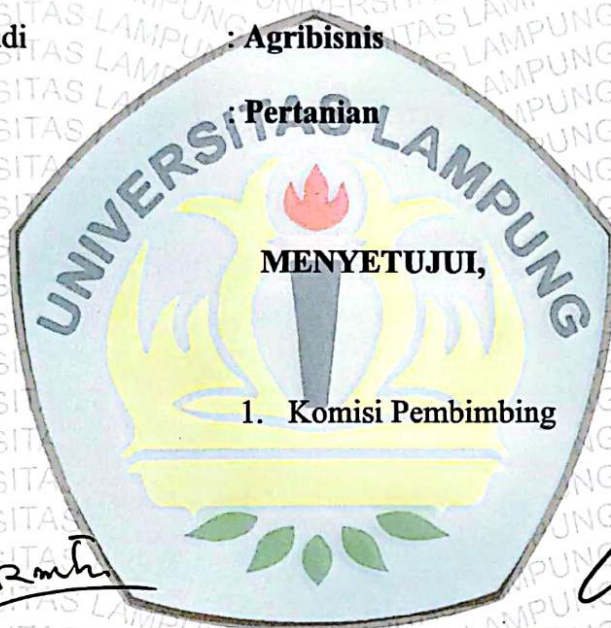 di : Agribisnis
: Pertanian
UNIVERSITAS LAMPUNG
MENYETUJUI,
1. Komisi Pembimbing